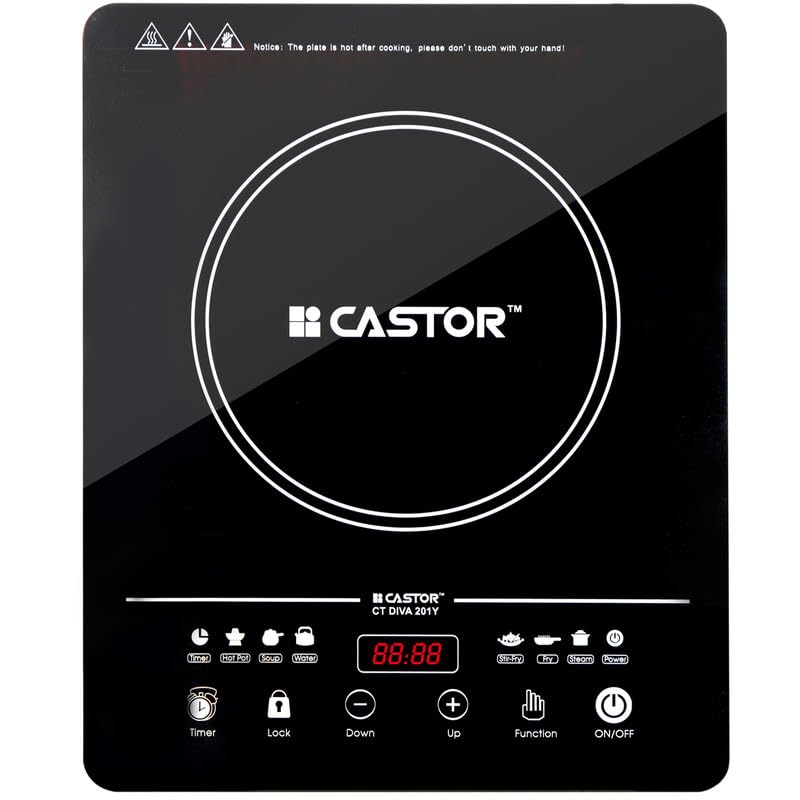 Notice: The plate is hot after cooking, please don't touch with your hand!
CASTOR™
CASTOR™
CT DIVA 201Y
Timer Hot Pot Soup Water 88:88 Stir-Fry Fry Steam Power
Timer Lock Down Up Function ON/OFF